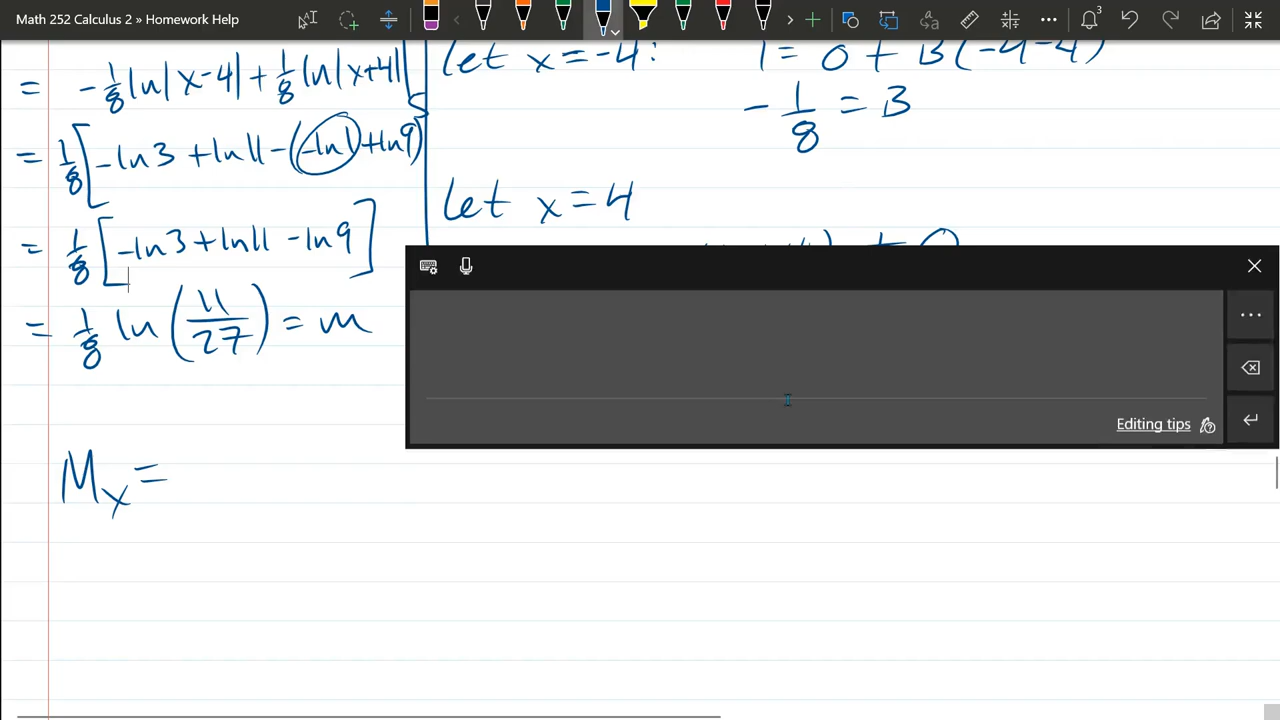 Math 252 Calculus 2 » Homework Help
3
= -1/8 ln|x-4| + 1/8 ln|x+4| |5
= 1/8 [-ln3 + ln11 - (-ln1 + ln9)
= 1/8 [-ln3 + ln11 - ln9]
= 1/8 ln(11/27) = m
Mx =
let x=-4: 1 = 0 + B(-4-4)
-1/8 = B
let x=4
Editing tips